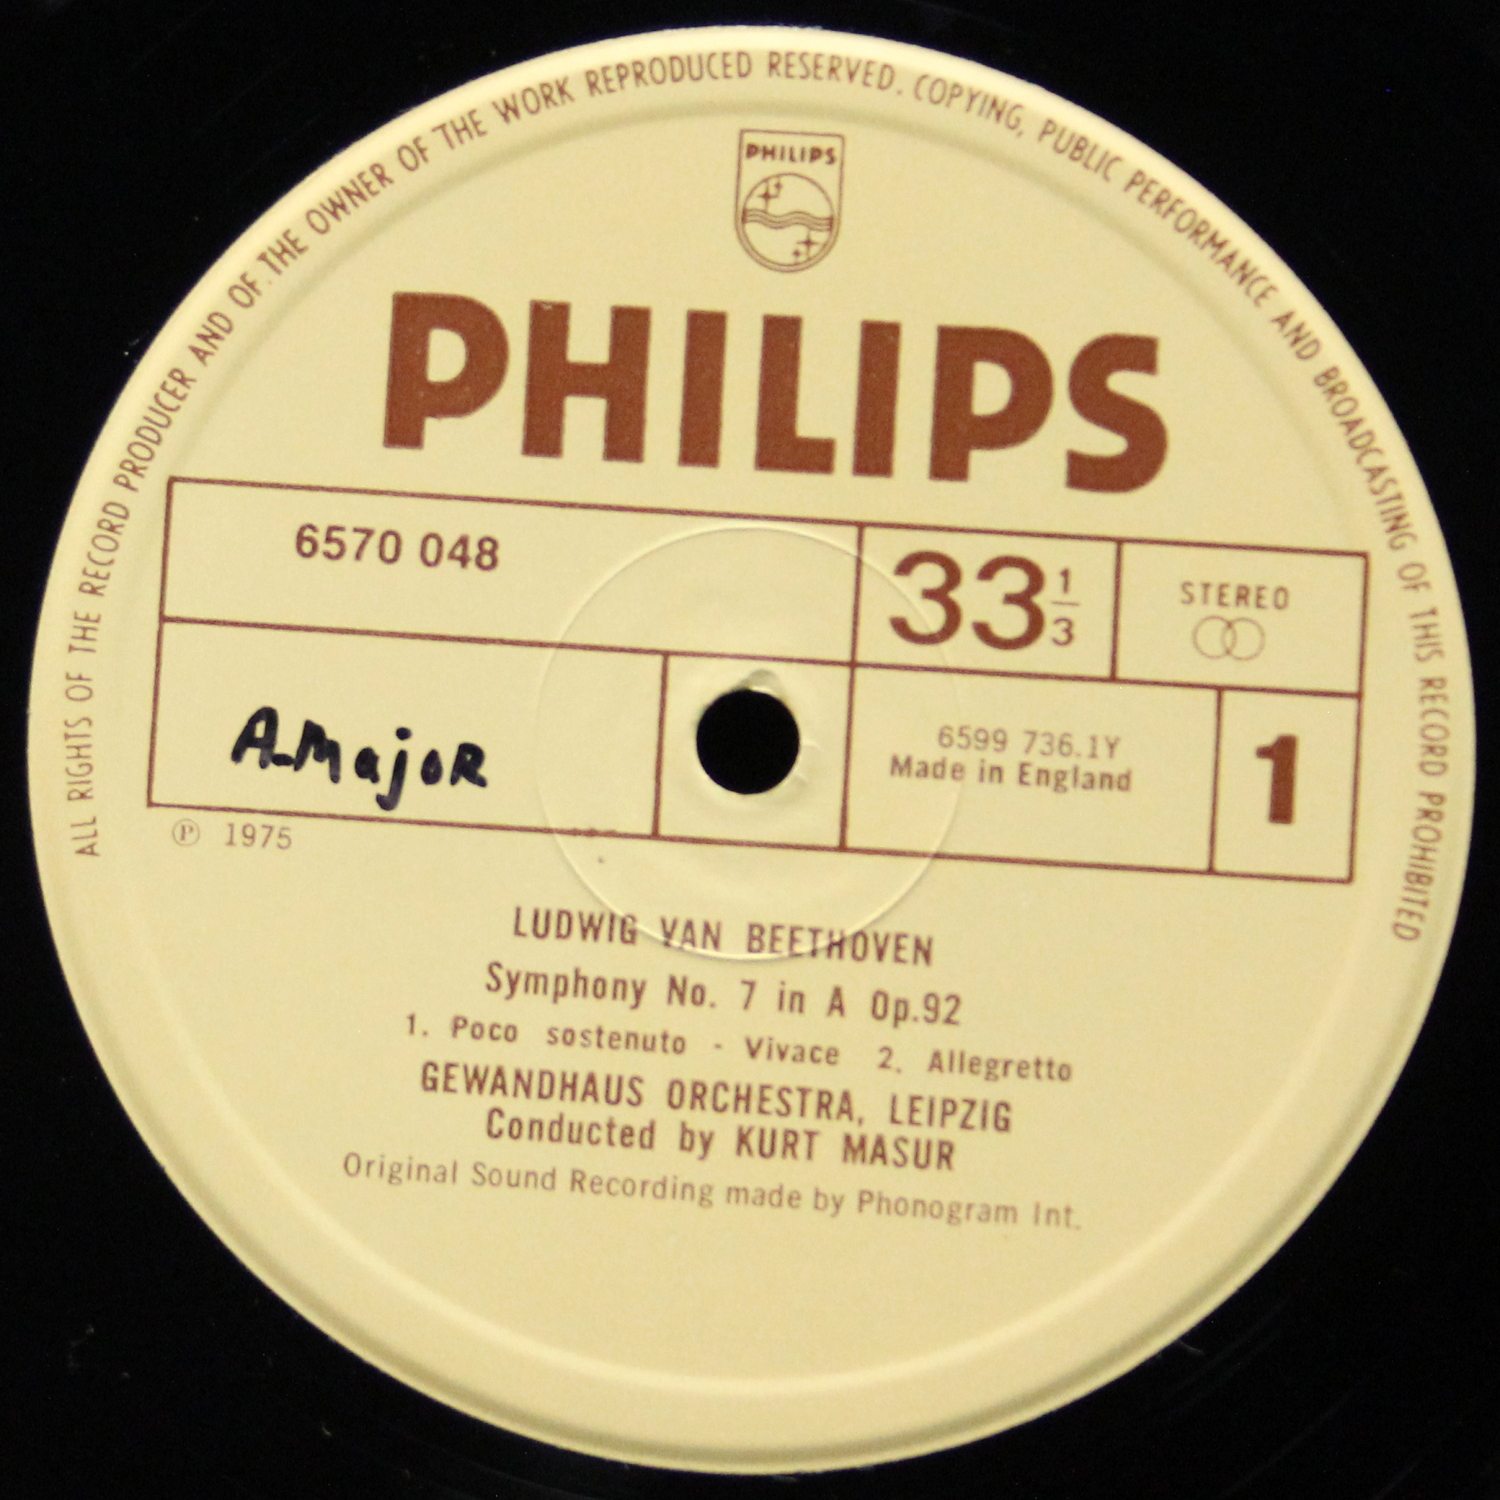 ALL RIGHTS OF THE RECORD PRODUCER AND OF THE OWNER OF THE WORK REPRODUCED RESERVED. COPYING, PUBLIC PERFORMANCE AND BROADCASTING OF THIS RECORD PROHIBITED
PHILIPS
PHILIPS
6570 048
33 1/3
STEREO
A-MajoR
6599 736.1Y
Made in England
1
℗ 1975
LUDWIG VAN BEETHOVEN
Symphony No. 7 in A Op.92
1. Poco sostenuto - Vivace 2. Allegretto
GEWANDHAUS ORCHESTRA, LEIPZIG
Conducted by KURT MASUR
Original Sound Recording made by Phonogram Int.